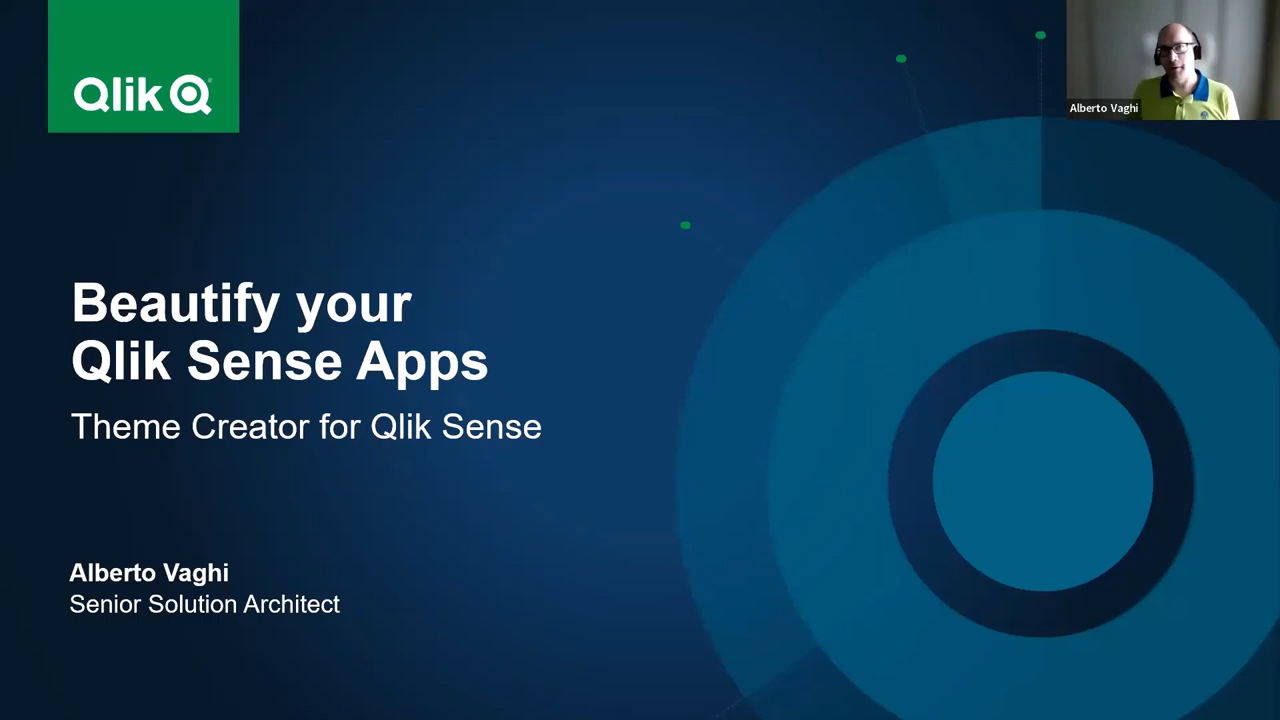 Qlik
Alberto Vaghi
Beautify your
Qlik Sense Apps
Theme Creator for Qlik Sense
Alberto Vaghi
Senior Solution Architect